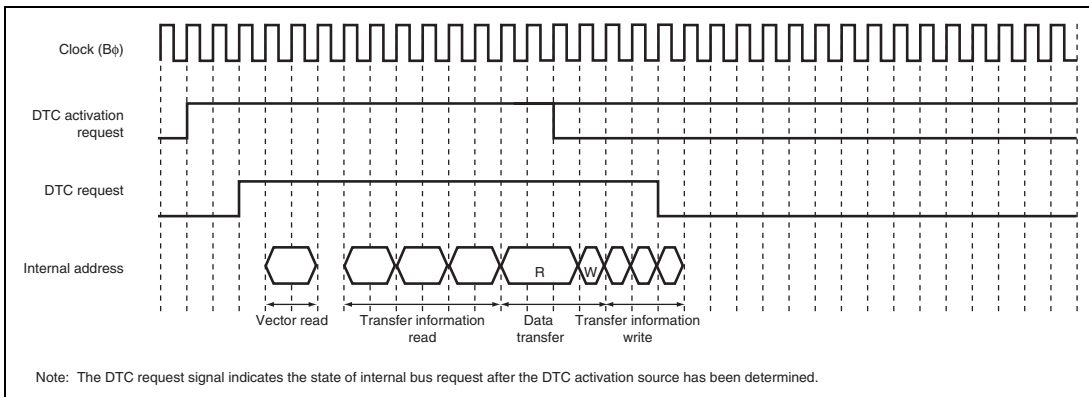 Clock (Bϕ)
DTC activation
request
DTC request
Internal address
R
W
Vector read
Transfer information
read
Data
transfer
Transfer information
write
Note: The DTC request signal indicates the state of internal bus request after the DTC activation source has been determined.